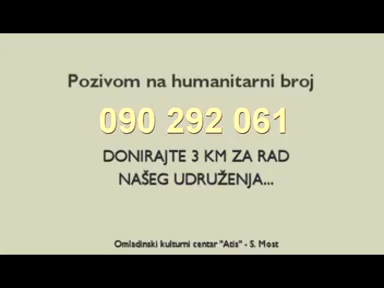 Pozivom na humanitarni broj
090 292 061
DONIRAJTE 3 KM ZA RAD
NAŠEG UDRUŽENJA...
Omladinski kulturni centar "Atis" - S. Most